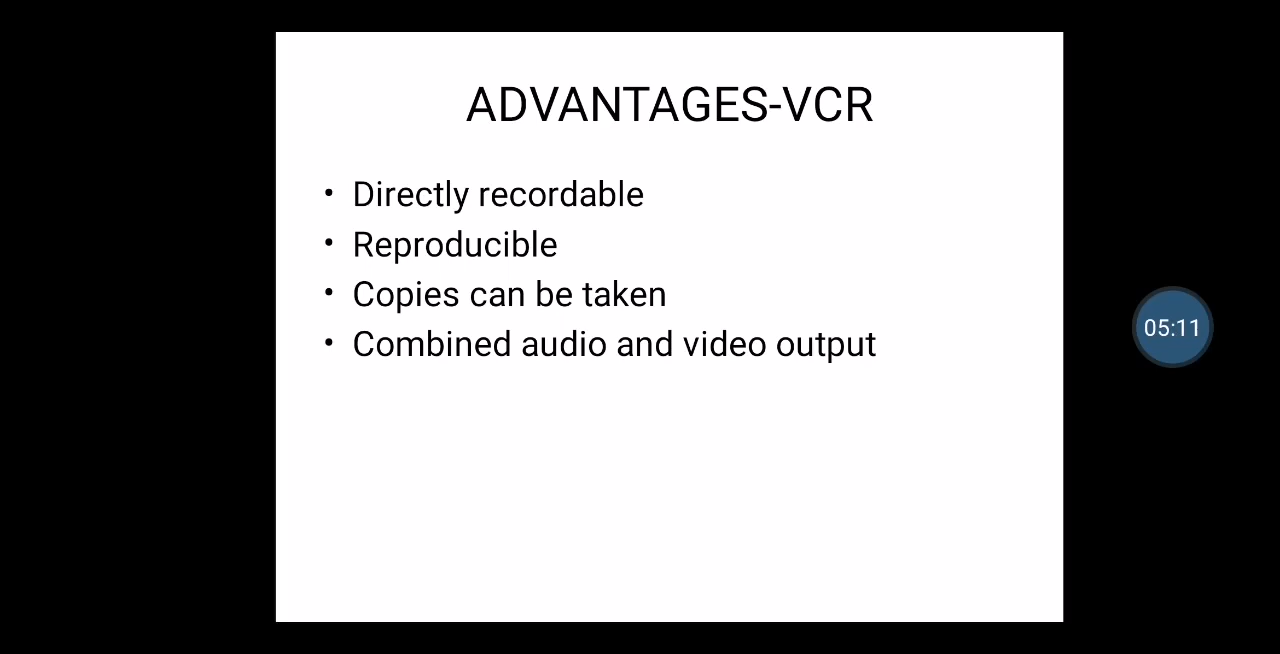 ADVANTAGES-VCR
• Directly recordable
• Reproducible
• Copies can be taken
• Combined audio and video output
05:11